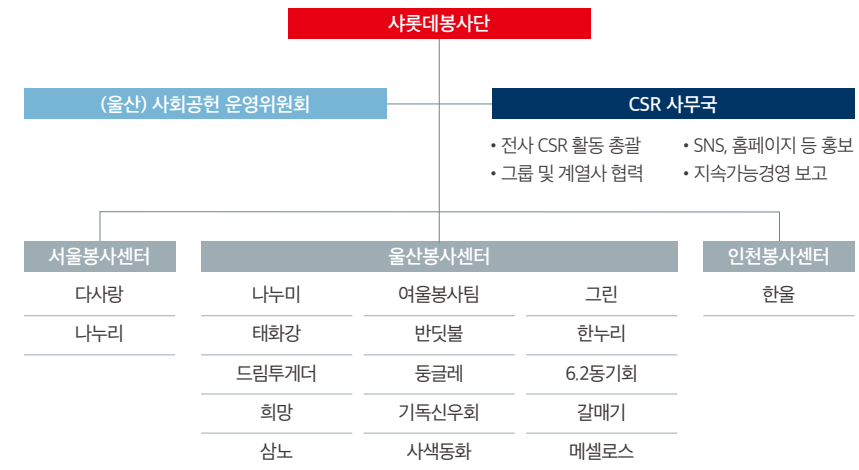 샤롯데봉사단
(울산) 사회공헌 운영위원회
CSR 사무국
• 전사 CSR 활동 총괄
• SNS, 홈페이지 등 홍보
• 그룹 및 계열사 협력
• 지속가능경영 보고
서울봉사센터
울산봉사센터
인천봉사센터
다사랑
나누미
여울봉사팀
그린
한울
나누리
태화강
반딧불
한누리
드림투게더
둥글레
6.2동기회
희망
기독신우회
갈매기
삼노
사색동화
메셀로스